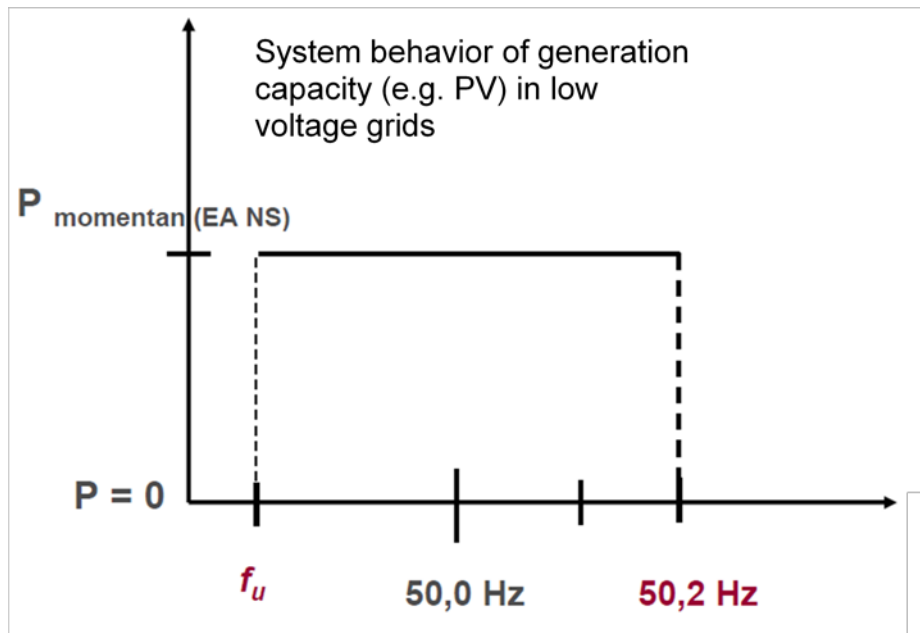 System behavior of generation
capacity (e.g. PV) in low
voltage grids
P momentan (EA NS)
P = 0
fu
50,0 Hz
50,2 Hz